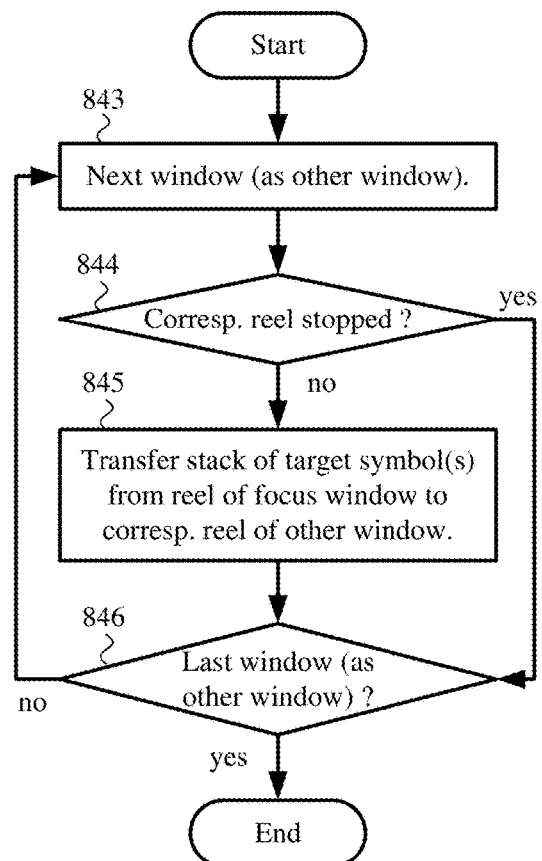 Start
843
Next window (as other window).
844
Corresp. reel stopped ?
yes
no
845
Transfer stack of target symbol(s)
from reel of focus window to
corresp. reel of other window.
846
Last window (as
other window) ?
no
yes
End